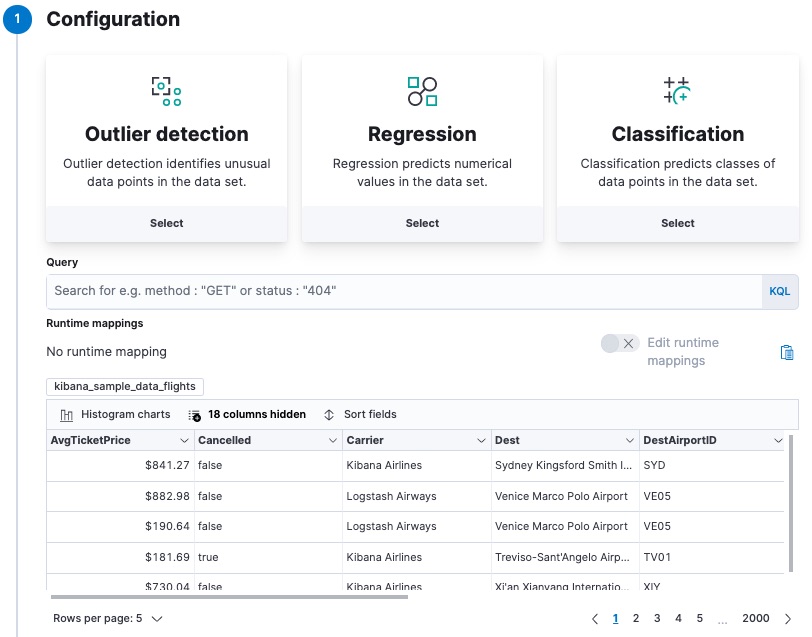 1 Configuration
Outlier detection
Outlier detection identifies unusual
data points in the data set.
Select
Regression
Regression predicts numerical
values in the data set.
Select
Classification
Classification predicts classes of
data points in the data set.
Select
Query
Search for e.g. method : "GET" or status : "404" KQL
Runtime mappings
No runtime mapping
Edit runtime
mappings
kibana_sample_data_flights
Histogram charts 18 columns hidden Sort fields
AvgTicketPrice Cancelled Carrier Dest DestAirportID
$841.27 false Kibana Airlines Sydney Kingsford Smith I... SYD
$882.98 false Logstash Airways Venice Marco Polo Airport VE05
$190.64 false Logstash Airways Venice Marco Polo Airport VE05
$181.69 true Kibana Airlines Treviso-Sant'Angelo Airp... TV01
$730.04 false Kibana Airlines Xi'an Xianyang Internatio... XIY
Rows per page: 5 1 2 3 4 5 ... 2000